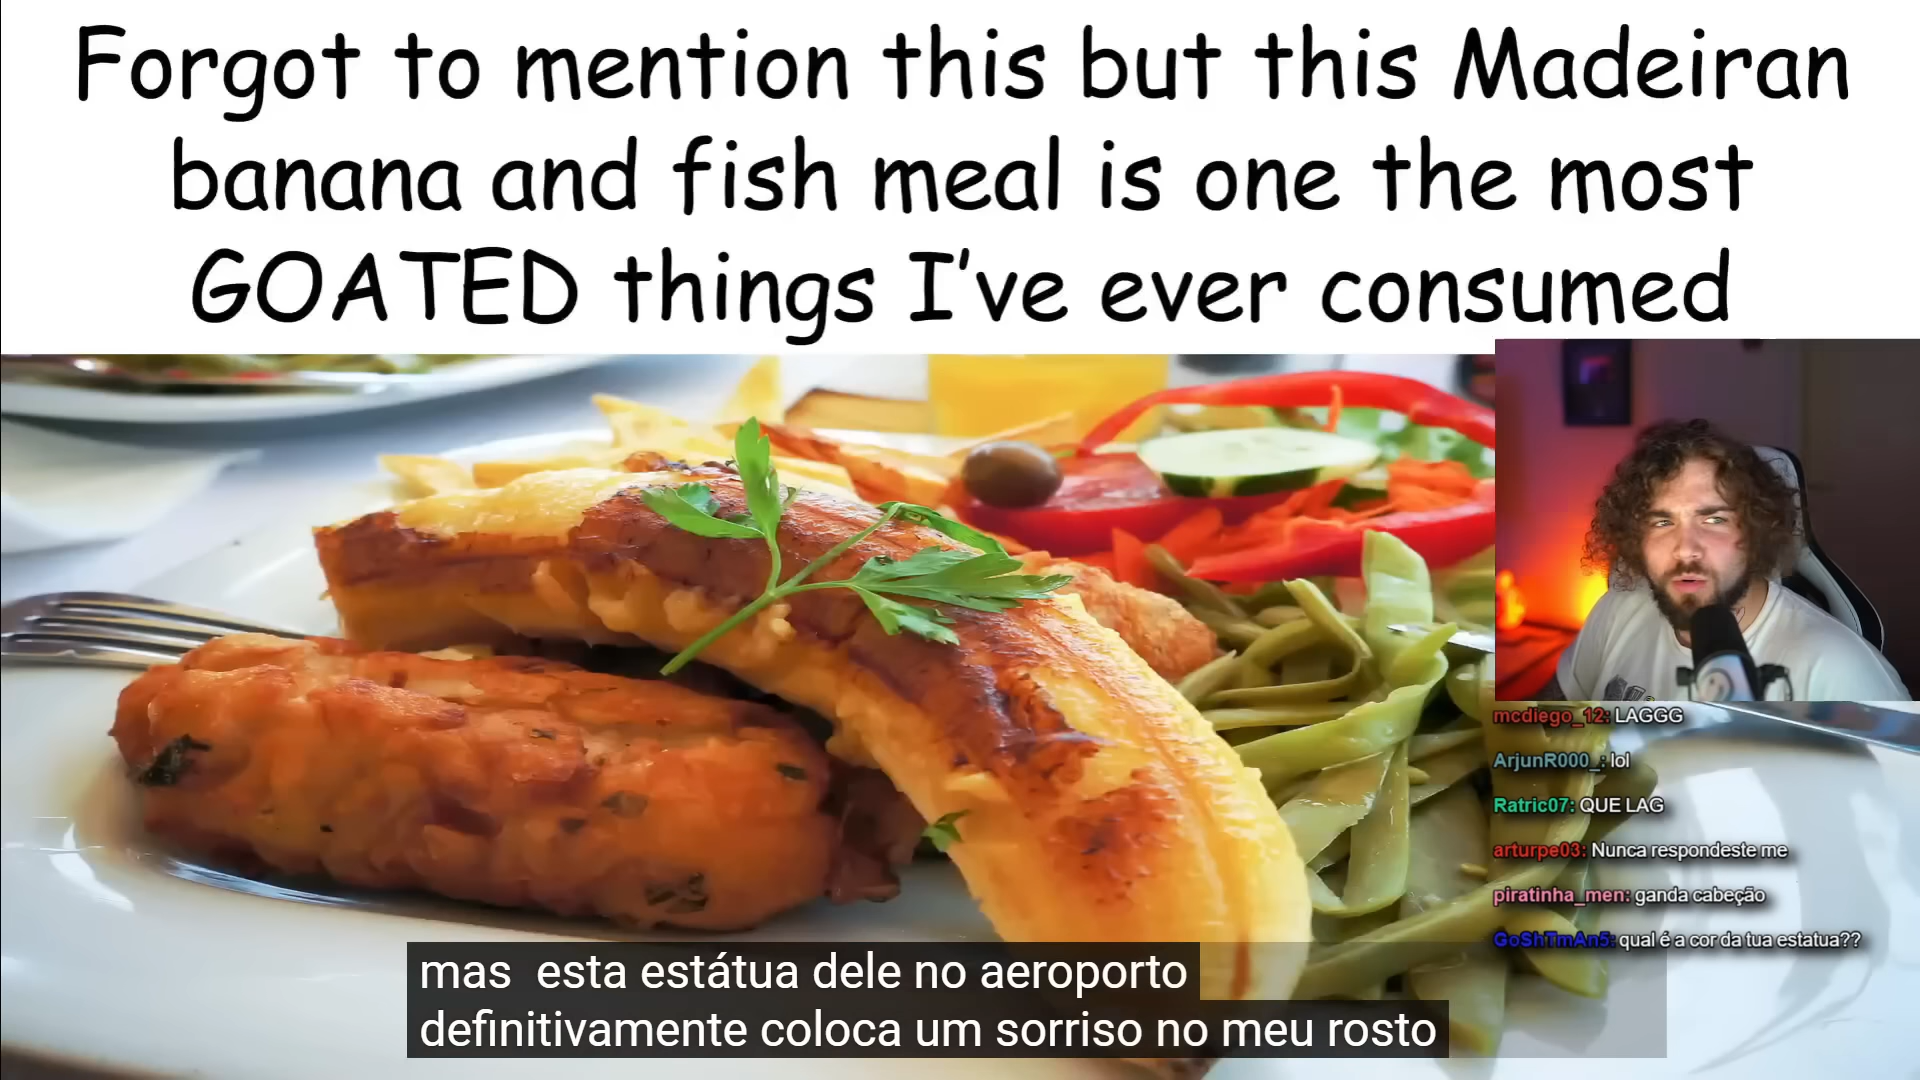 Forgot to mention this but this Madeiran
banana and fish meal is one the most
GOATED things I've ever consumed
mcdiego_12: LAGGG
ArjunR000_: lol
Ratric07: QUE LAG
arturpe03: Nunca respondeste me
piratinha_men: ganda cabeção
GoShTmAn5: qual é a cor da tua estatua??
mas esta estátua dele no aeroporto
definitivamente coloca um sorriso no meu rosto